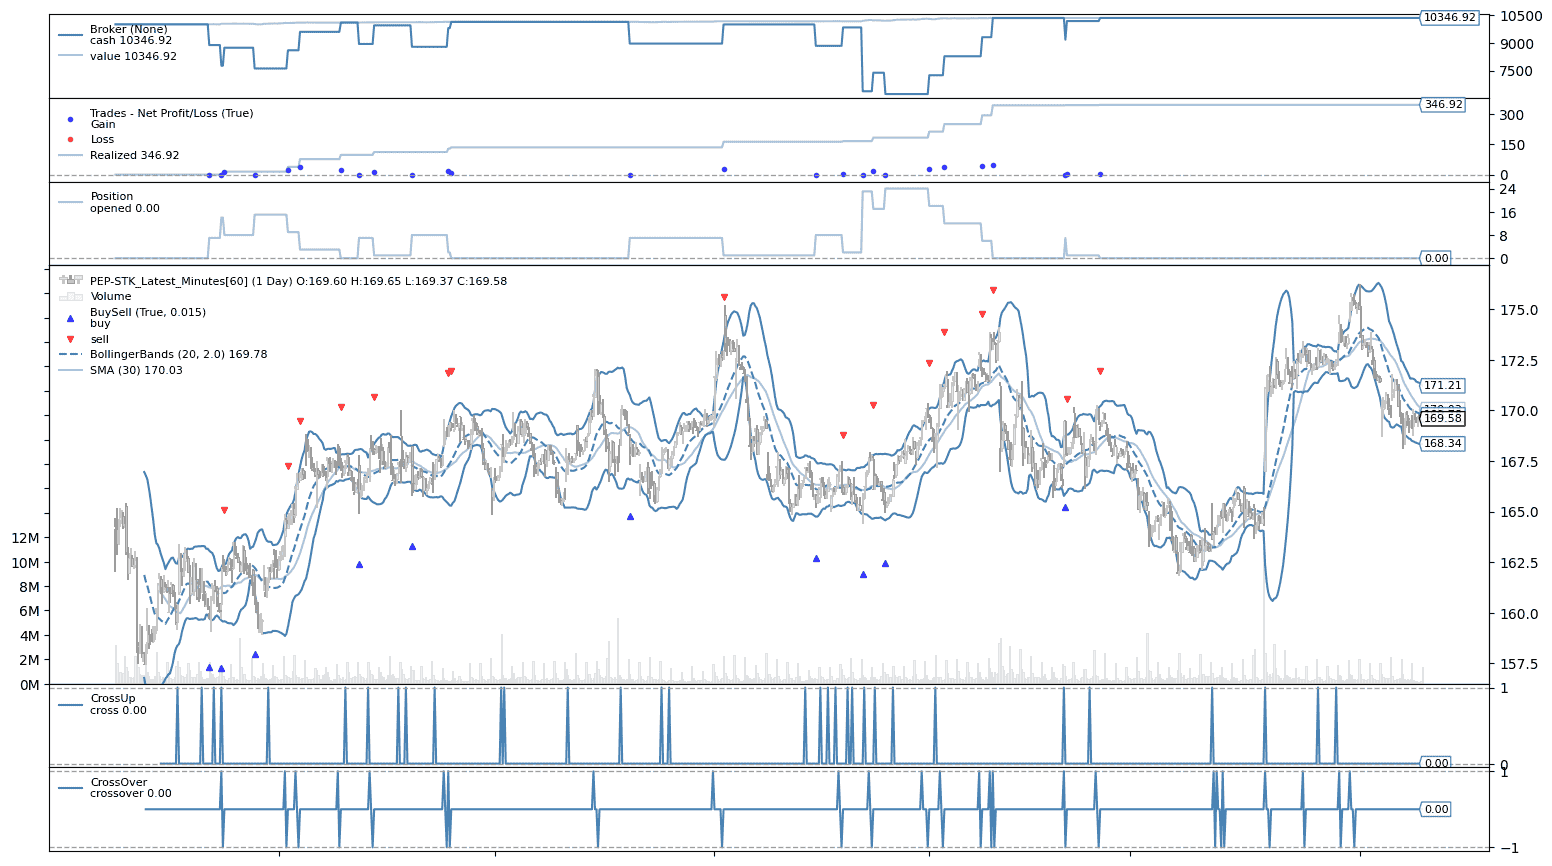 Broker (None)
cash 10346.92
value 10346.92
10346.92
10500
9000
7500
Trades - Net Profit/Loss (True)
Gain
Loss
Realized 346.92
346.92
300
150
0
Position
opened 0.00
24
16
8
0
0.00
PEP-STK_Latest_Minutes[60] (1 Day) O:169.60 H:169.65 L:169.37 C:169.58
Volume
BuySell (True, 0.015)
buy
sell
BollingerBands (20, 2.0) 169.78
SMA (30) 170.03
12M
10M
8M
6M
4M
2M
0M
175.0
172.5
170.0
167.5
165.0
162.5
160.0
157.5
171.21
169.58
168.34
CrossUp
cross 0.00
1
0
0.00
CrossOver
crossover 0.00
1
0.00
−1